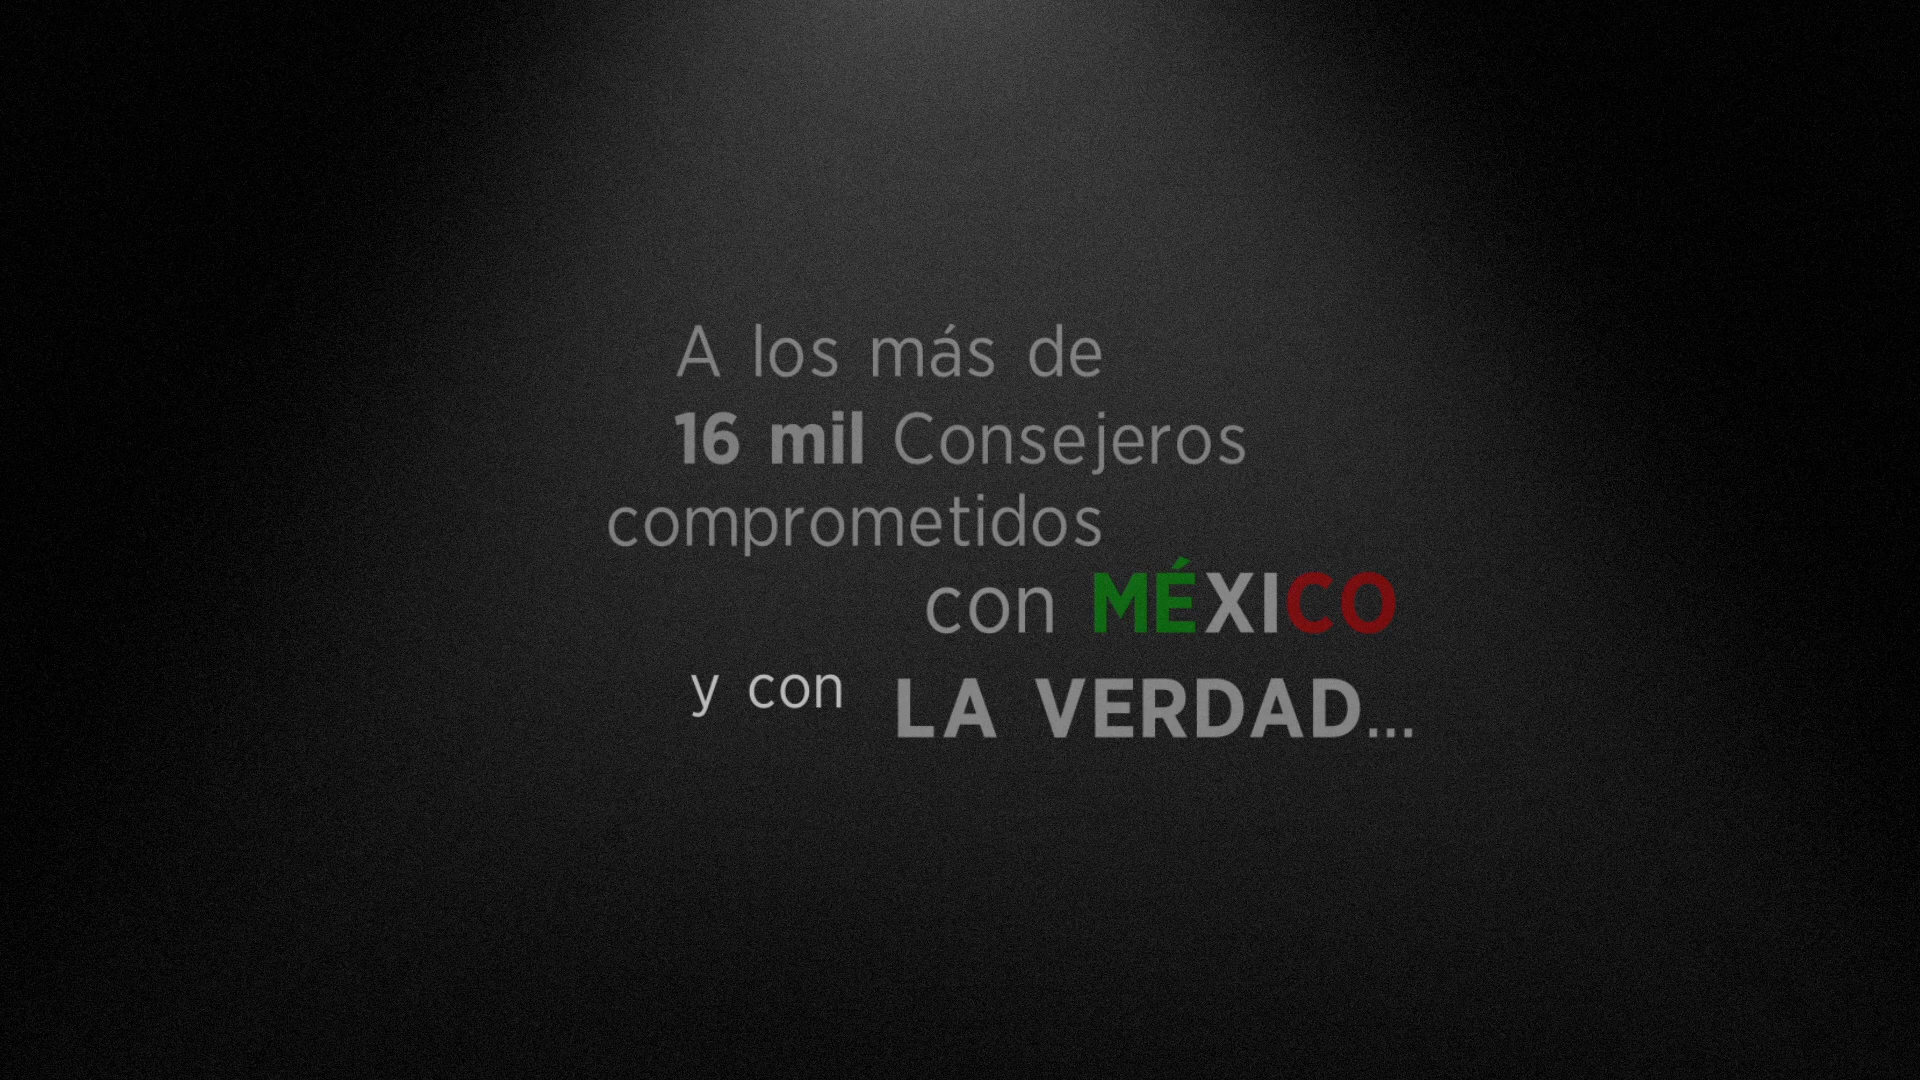 A los más de
16 mil Consejeros
comprometidos
con MÉXICO
y con LA VERDAD...